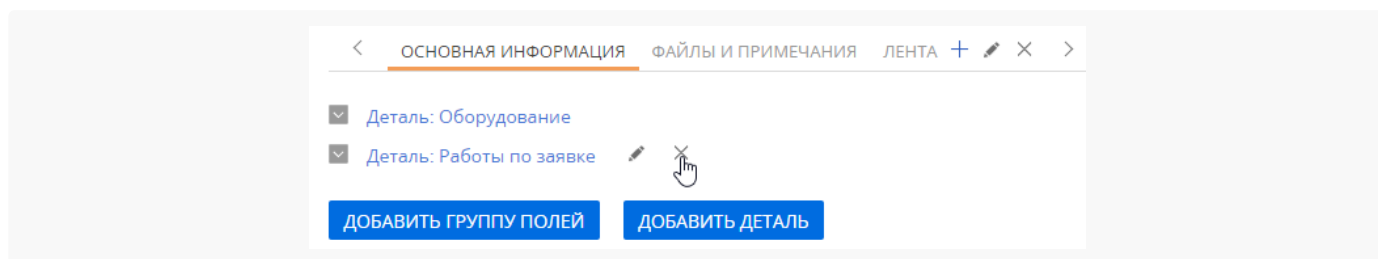 ОСНОВНАЯ ИНФОРМАЦИЯ ФАЙЛЫ И ПРИМЕЧАНИЯ ЛЕНТА
Деталь: Оборудование
Деталь: Работы по заявке
ДОБАВИТЬ ГРУППУ ПОЛЕЙ ДОБАВИТЬ ДЕТАЛЬ